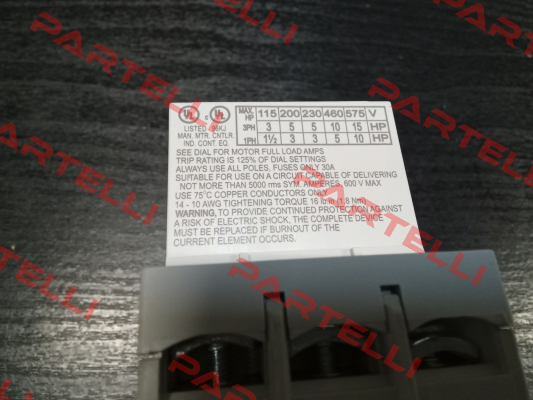 PARTELLI
UL c UL
LISTED 96KJ
MAN. MTR. CNTLR.
IND. CONT. EQ.
MAX. HP 115 200 230 460 575 V
3PH 3 5 5 10 15 HP
1PH 1½ 3 3 5 10 HP
SEE DIAL FOR MOTOR FULL LOAD AMPS
TRIP RATING IS 125% OF DIAL SETTINGS
ALWAYS USE ALL POLES, FUSES ONLY 30A
SUITABLE FOR USE ON A CIRCUIT CAPABLE OF DELIVERING
NOT MORE THAN 5000 rms SYM. AMPERES, 600 V MAX
USE 75°C COPPER CONDUCTORS ONLY
14 - 10 AWG TIGHTENING TORQUE 16 lb in (1.8 Nm)
WARNING: TO PROVIDE CONTINUED PROTECTION AGAINST
A RISK OF ELECTRIC SHOCK, THE COMPLETE DEVICE
MUST BE REPLACED IF BURNOUT OF THE
CURRENT ELEMENT OCCURS.
PARTELLI
PARTELLI